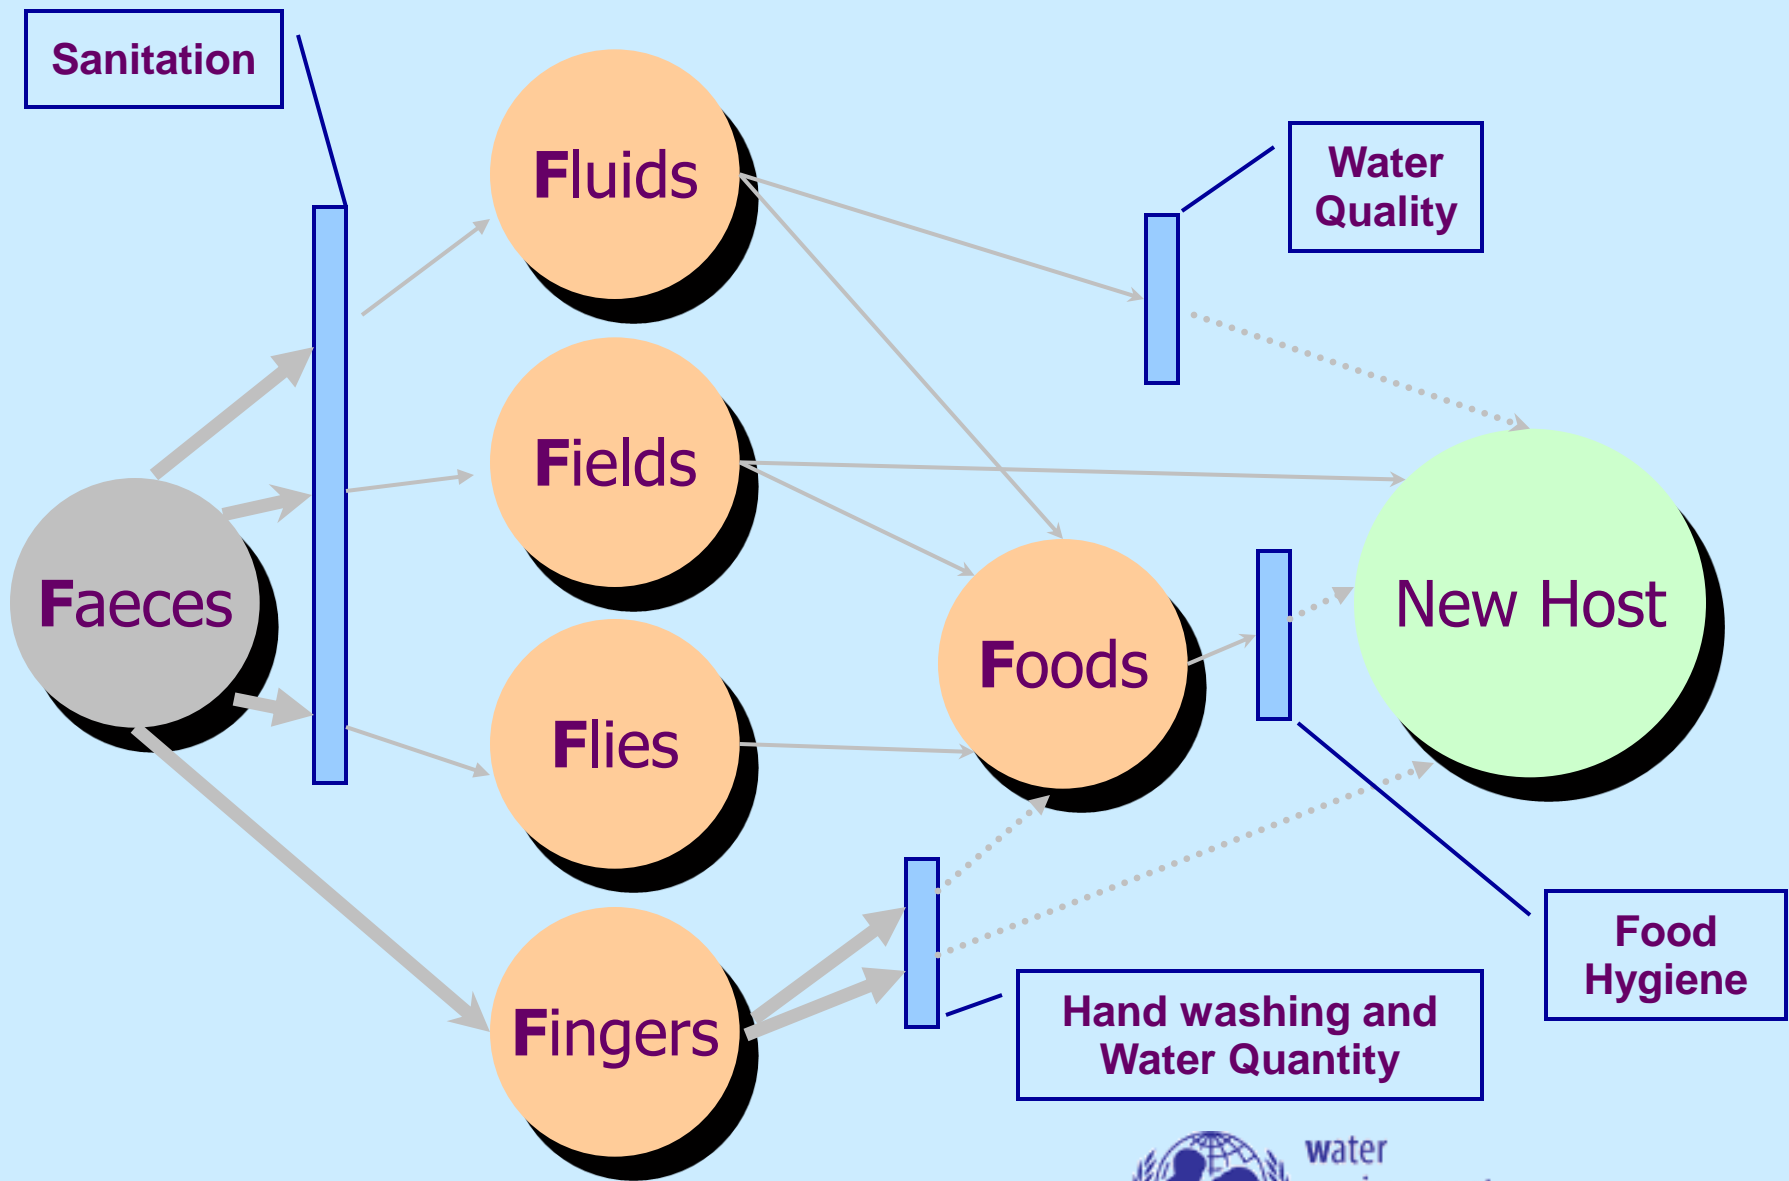 Sanitation
Fluids
Water
Quality
Fields
Faeces
New Host
Foods
Flies
Food
Hygiene
Fingers
Hand washing and
Water Quantity
water